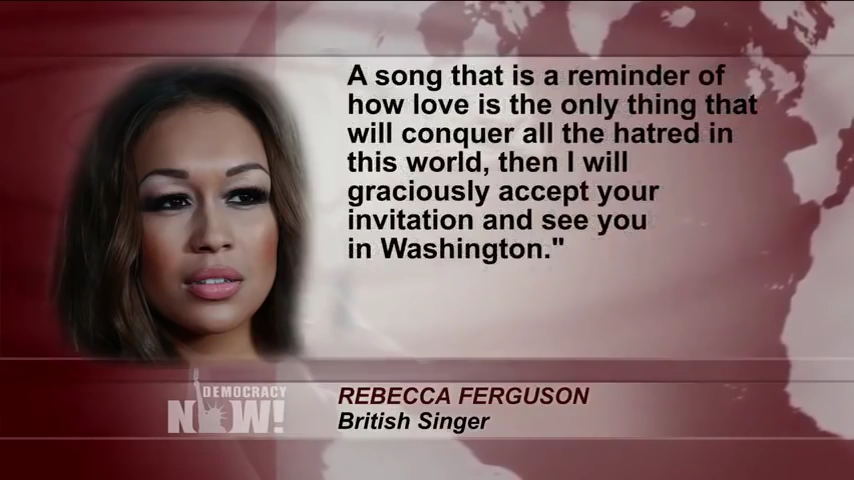 A song that is a reminder of
how love is the only thing that
will conquer all the hatred in
this world, then I will
graciously accept your
invitation and see you
in Washington."
DEMOCRACY
NOW!
REBECCA FERGUSON
British Singer